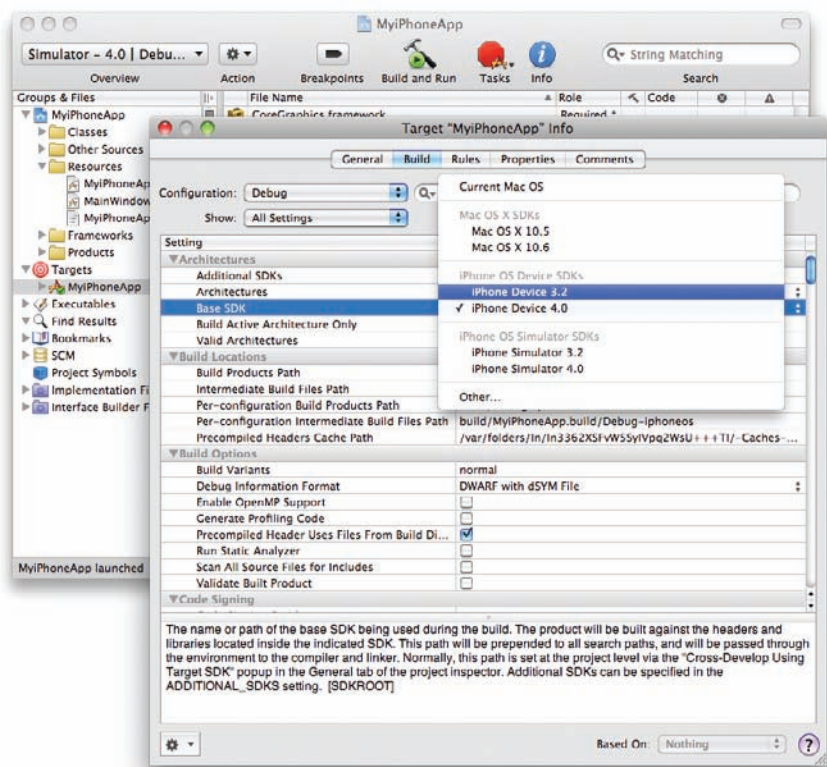 MyiPhoneApp
Simulator – 4.0 | Debu...
String Matching
Overview
Action
Breakpoints
Build and Run
Tasks
Info
Search
Groups & Files
File Name
Role
Code
MyiPhoneApp
CoreGraphics framework
Required
Classes
Other Sources
Resources
MyiPhoneAp
MainWindow
MyiPhoneAp
Frameworks
Products
Targets
MyiPhoneApp
Executables
Find Results
Bookmarks
SCM
Project Symbols
Implementation Fi
Interface Builder F
MyiPhoneApp launched
Target "MyiPhoneApp" Info
General
Build
Rules
Properties
Comments
Configuration:
Debug
Show:
All Settings
Current Mac OS
Mac OS X SDKs
Mac OS X 10.5
Mac OS X 10.6
iPhone OS Device SDKs
iPhone Device 3.2
✓ iPhone Device 4.0
iPhone OS Simulator SDKs
iPhone Simulator 3.2
iPhone Simulator 4.0
Other...
Setting
Architectures
Additional SDKs
Architectures
Base SDK
Build Active Architecture Only
Valid Architectures
Build Locations
Build Products Path
Intermediate Build Files Path
Per-configuration Build Products Path
Per-configuration Intermediate Build Files Path build/MyiPhoneApp.build/Debug-iphoneos
Precompiled Headers Cache Path
Build Options
Build Variants normal
Debug Information Format DWARF with dSYM File
Enable OpenMP Support
Generate Profiling Code
Precompiled Header Uses Files From Build Di...
Run Static Analyzer
Scan All Source Files for Includes
Validate Built Product
Code Signing
The name or path of the base SDK being used during the build. The product will be built against the headers and
libraries located inside the indicated SDK. This path will be prepended to all search paths, and will be passed through
the environment to the compiler and linker. Normally, this path is set at the project level via the "Cross-Develop Using
Target SDK" popup in the General tab of the project inspector. Additional SDKs can be specified in the
ADDITIONAL_SDKS setting. [SDKROOT]
Based On: Nothing
?